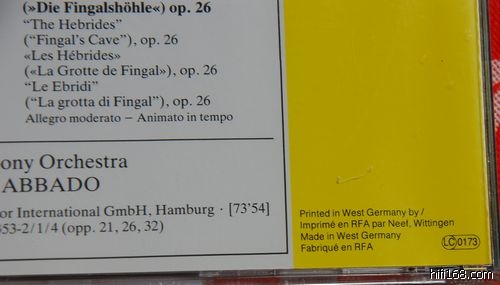 (»Die Fingalshöhle«) op. 26
“The Hebrides”
(“Fingal’s Cave”), op. 26
«Les Hébrides»
(«La Grotte de Fingal»), op. 26
“Le Ebridi”
(“La grotta di Fingal”), op. 26
Allegro moderato – Animato in tempo
ony Orchestra
ABBADO
or International GmbH, Hamburg · [73’54]
353-2/1/4 (opp. 21, 26, 32)
Printed in West Germany by/
Imprimé en RFA par Neef, Wittingen
Made in West Germany
Fabriqué en RFA
LC 0173
hifi168.com